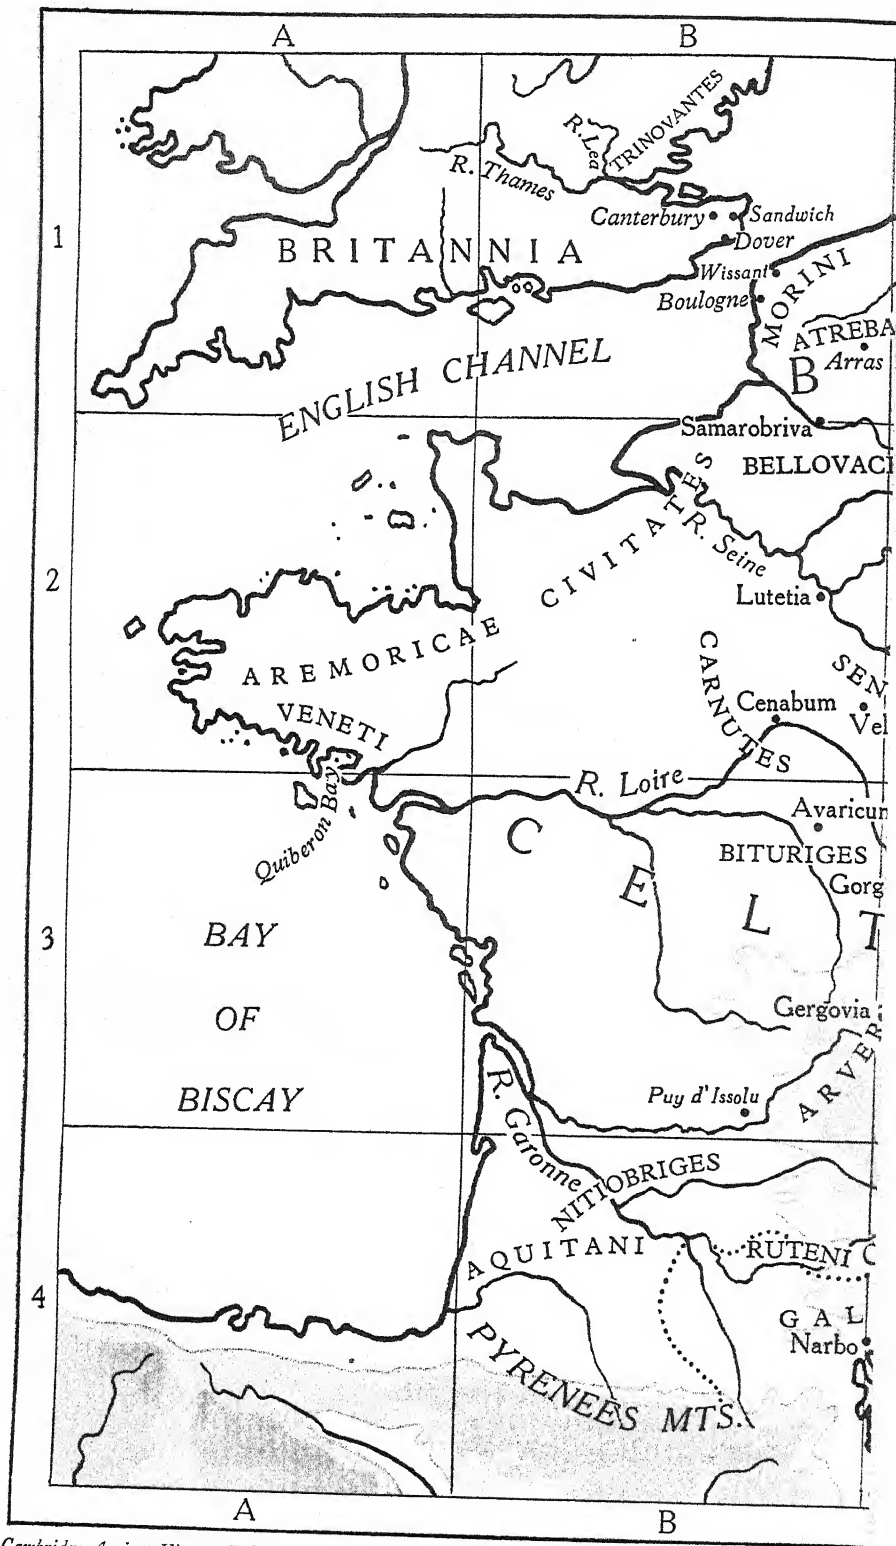 A
B
1
R. Thames
R. Lea
TRINOVANTES
Canterbury
Sandwich
Dover
BRITANNIA
Wissant
Boulogne
MORINI
ATREBA
Arras
B
ENGLISH CHANNEL
Samarobriva
BELLOVACI
2
AREMORICAE CIVITATES
R. Seine
Lutetia
VENETI
CARNUTES
SEN
Cenabum
Vel
Quiberon Bay
R. Loire
Avaricum
BITURIGES
Gorg
C E L T
3
BAY
OF
BISCAY
Gergovia
ARVER
Puy d'Issolu
R. Garonne
NITIOBRIGES
AQUITANI
RUTENI
4
GAL
Narbo
PYRENEES MTS.
A
B